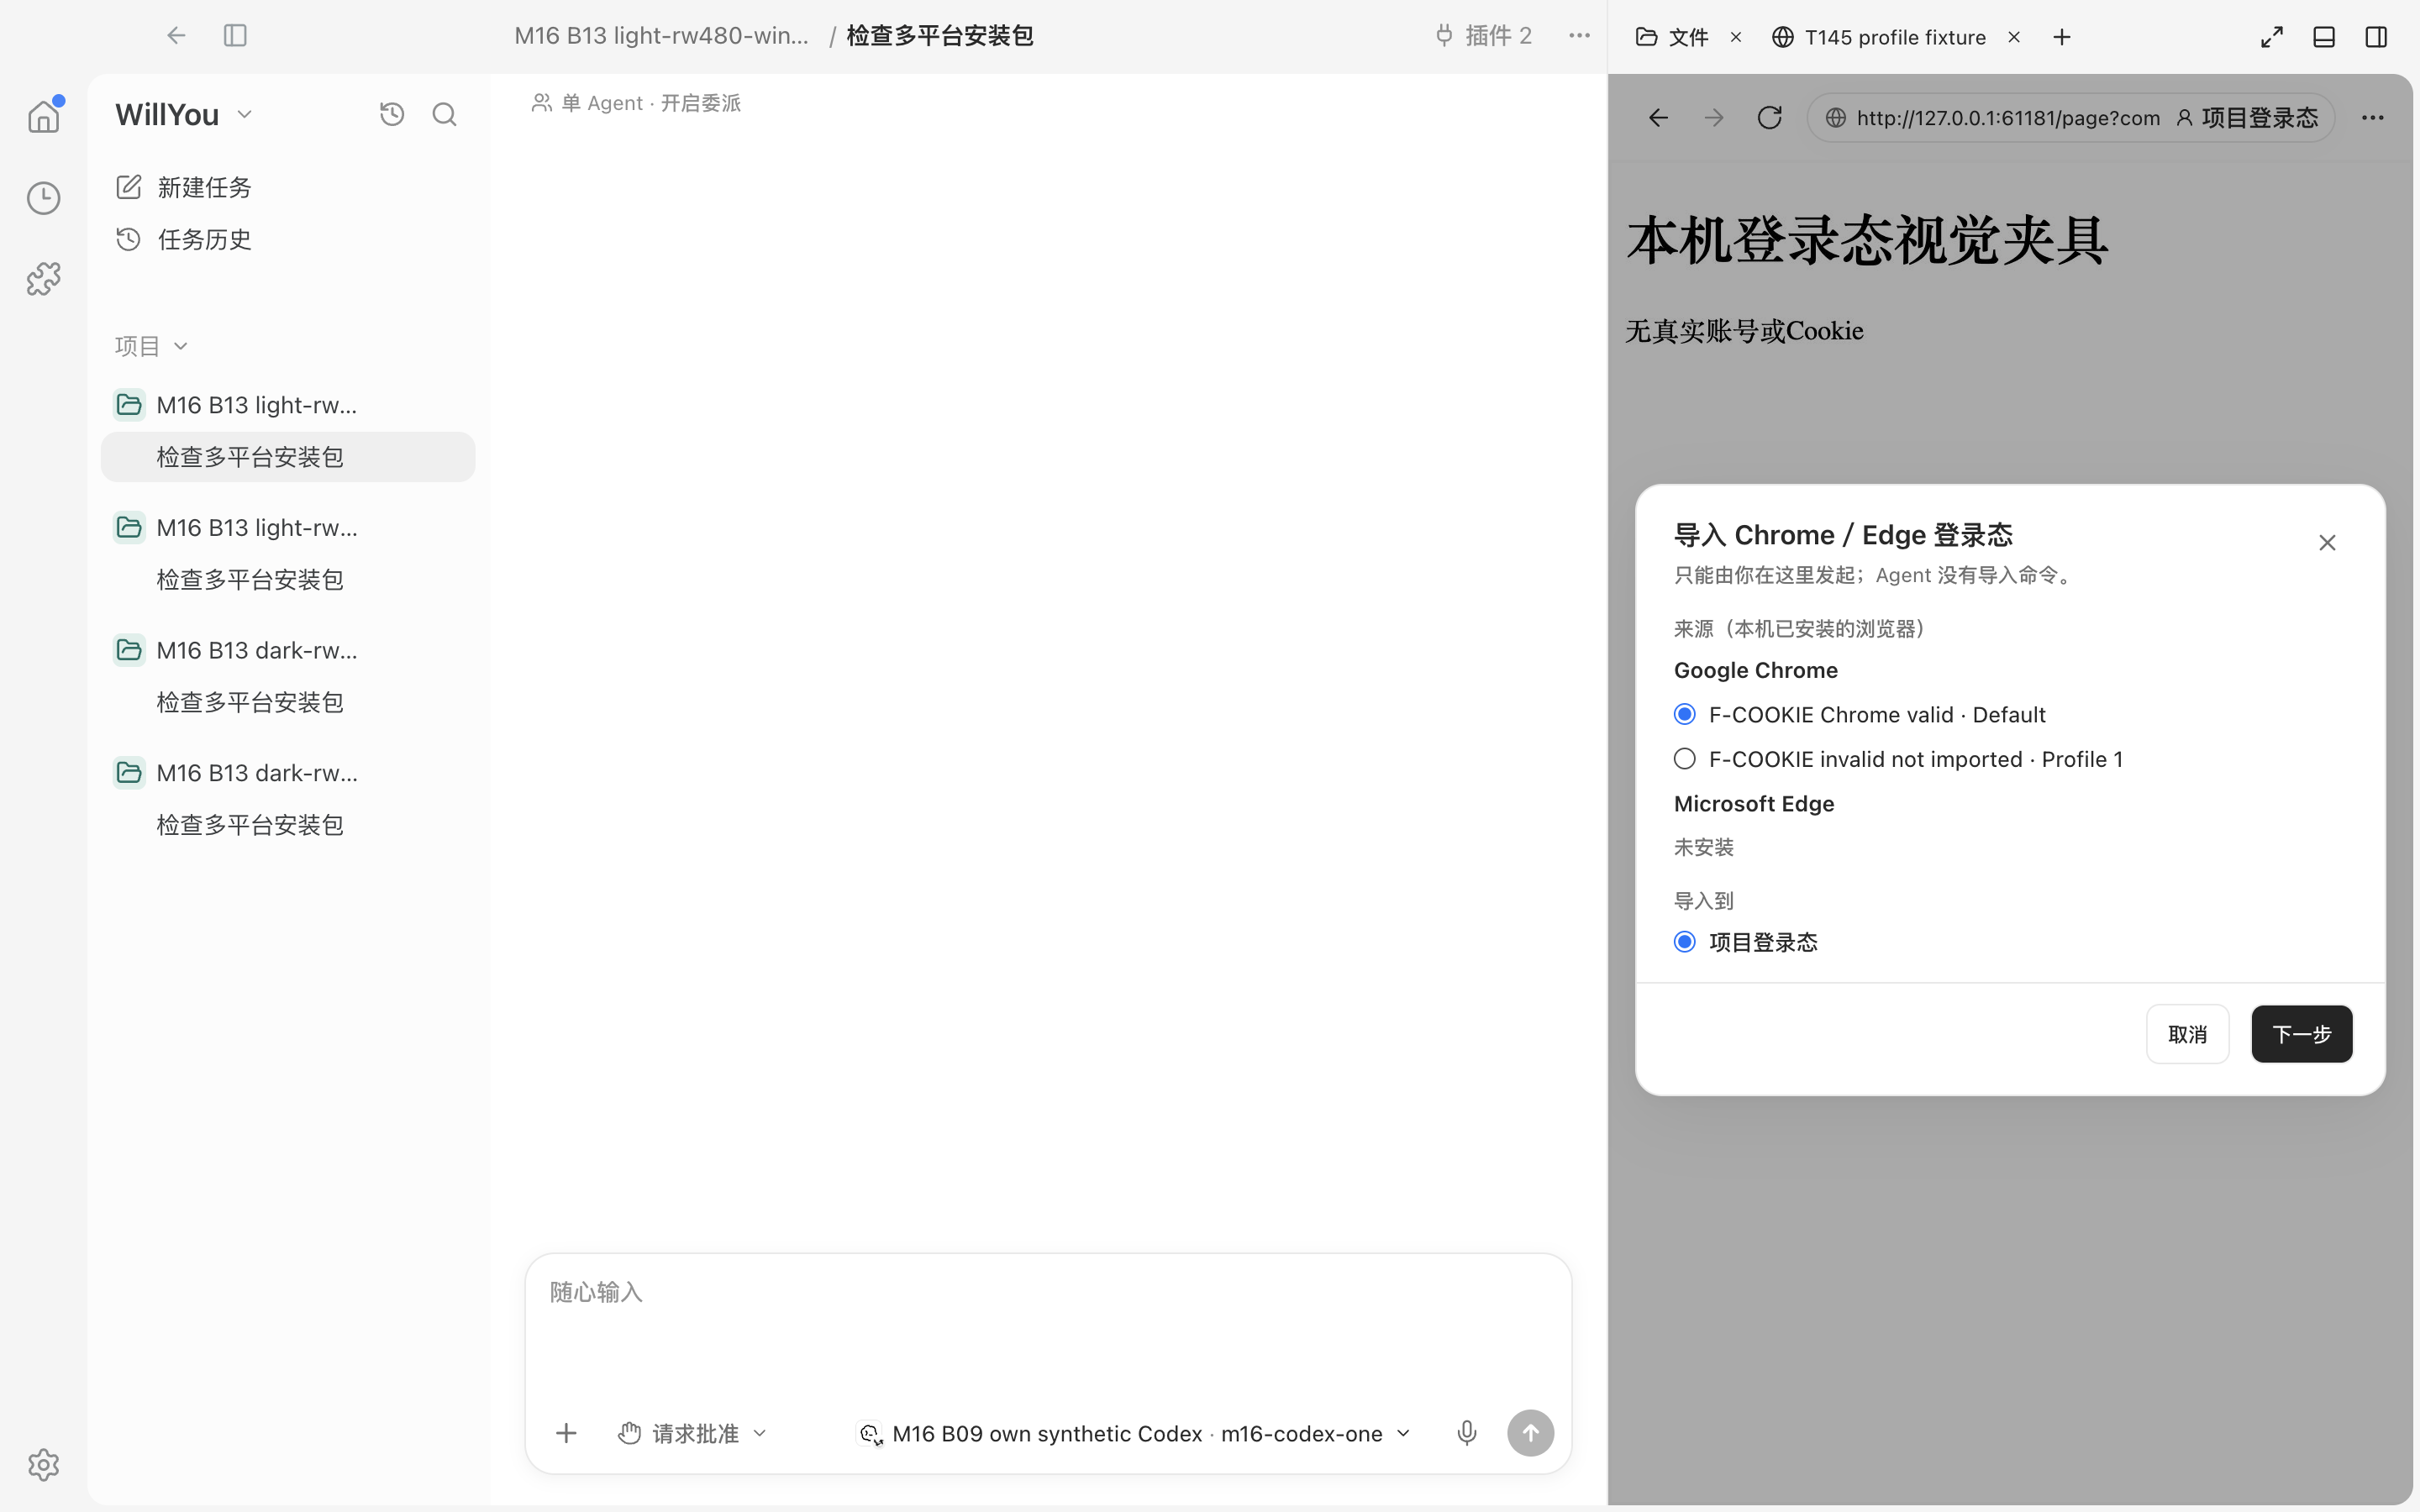 M16 B13 light-rw480-win... / 检查多平台安装包
插件 2
文件
T145 profile fixture
WillYou
新建任务
任务历史
项目
M16 B13 light-rw...
检查多平台安装包
M16 B13 light-rw...
检查多平台安装包
M16 B13 dark-rw...
检查多平台安装包
M16 B13 dark-rw...
检查多平台安装包
单 Agent · 开启委派
随心输入
请求批准
M16 B09 own synthetic Codex · m16-codex-one
http://127.0.0.1:61181/page?com
项目登录态
本机登录态视觉夹具
无真实账号或Cookie
导入 Chrome / Edge 登录态
只能由你在这里发起；Agent 没有导入命令。
来源（本机已安装的浏览器）
Google Chrome
F-COOKIE Chrome valid · Default
F-COOKIE invalid not imported · Profile 1
Microsoft Edge
未安装
导入到
项目登录态
取消
下一步